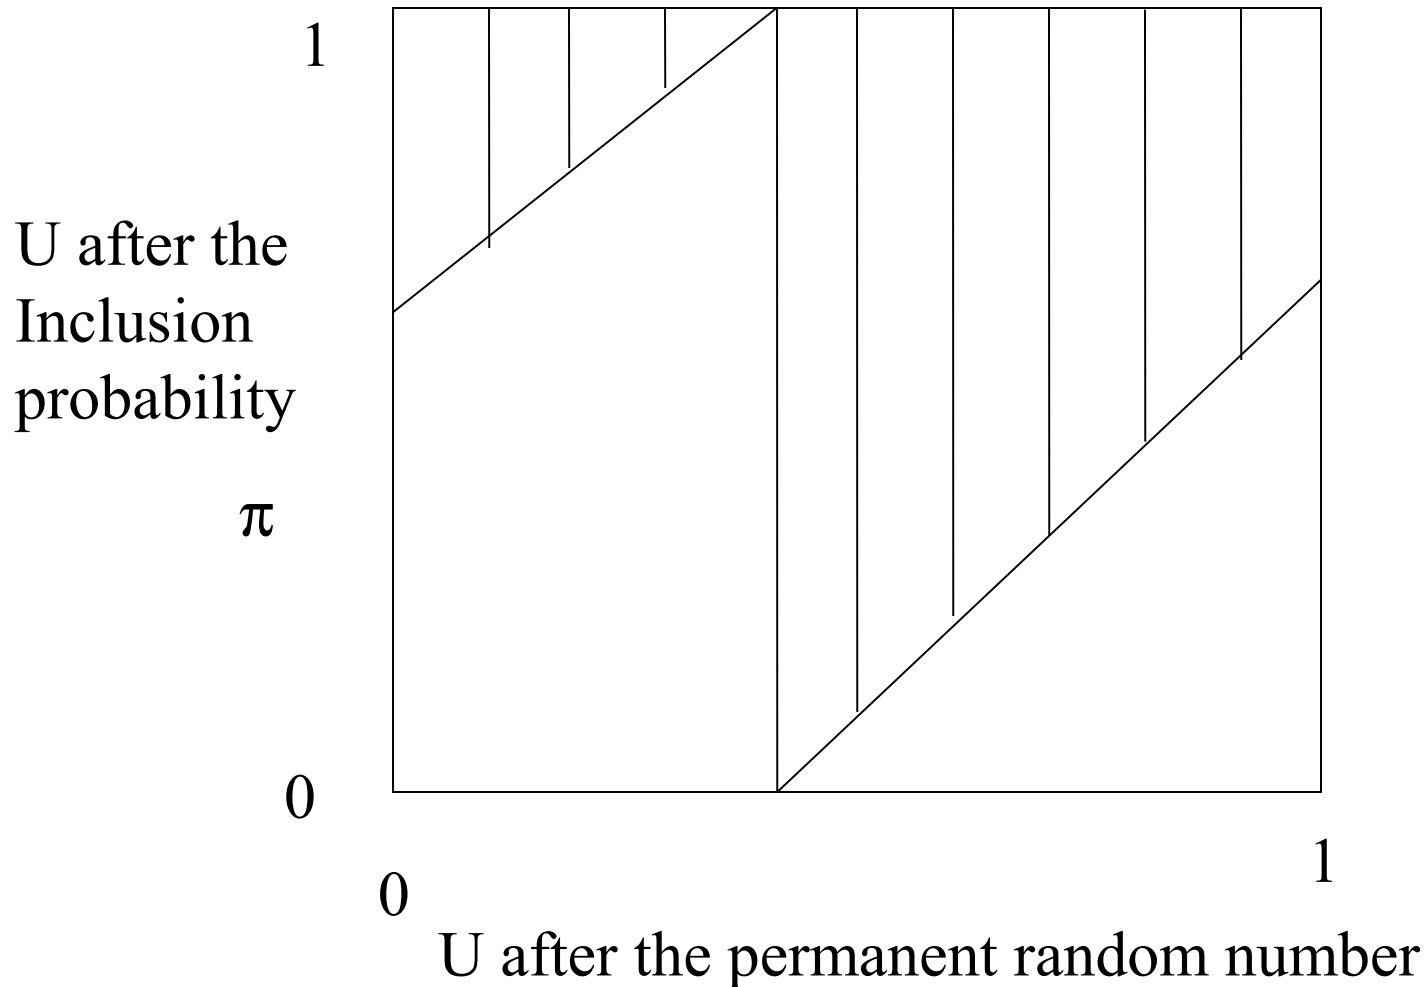 1
U after the
Inclusion
probability
π
0
1
0
U after the permanent random number